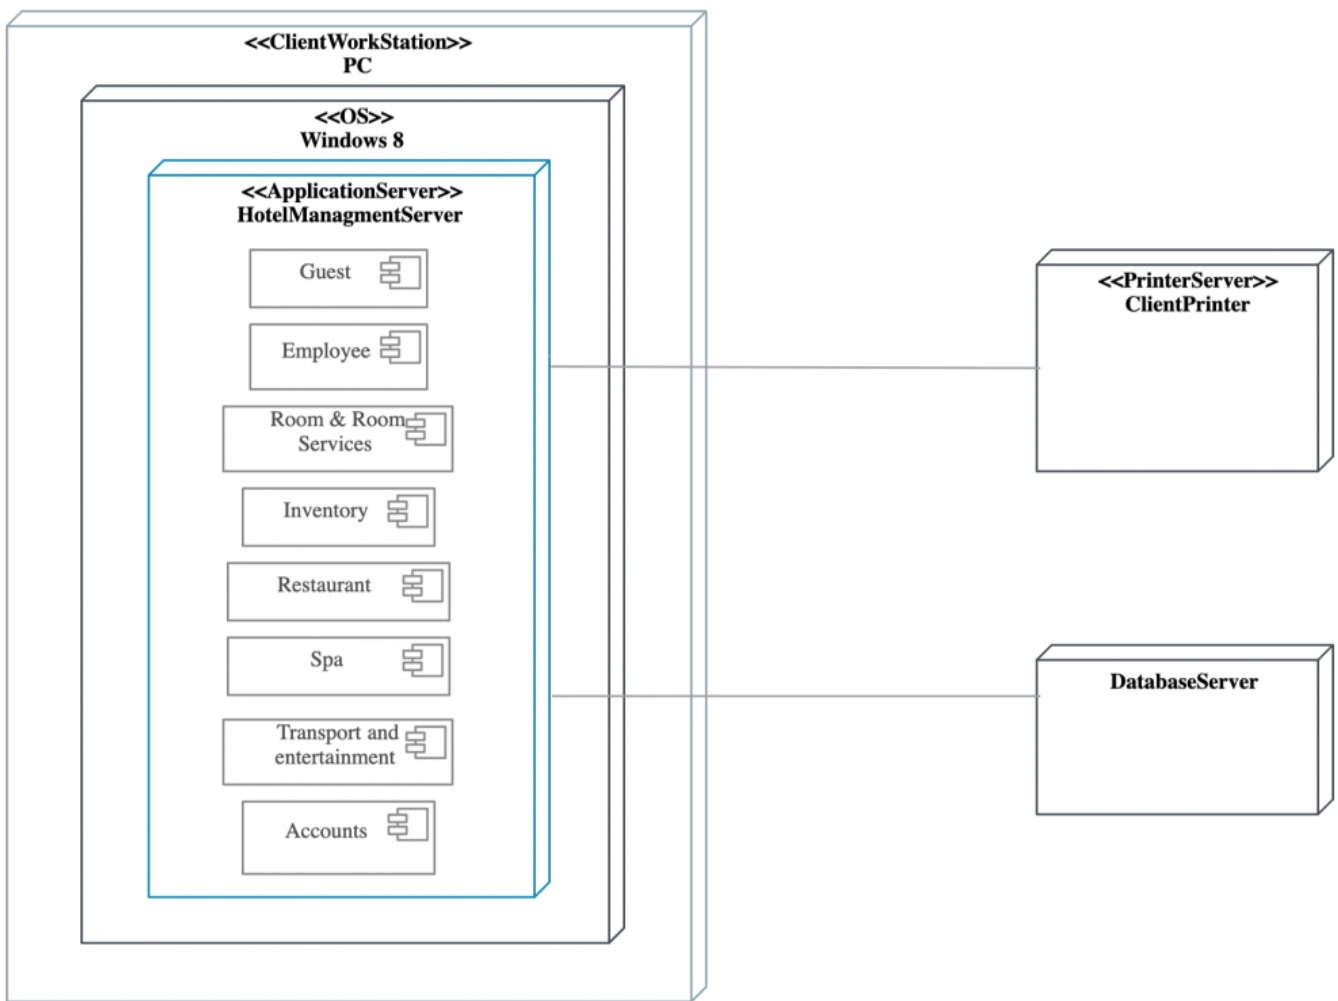 <<ClientWorkStation>>
PC
<<OS>>
Windows 8
<<ApplicationServer>>
HotelManagmentServer
Guest
Employee
Room & Room
Services
Inventory
Restaurant
Spa
Transport and
entertainment
Accounts
<<PrinterServer>>
ClientPrinter
DatabaseServer